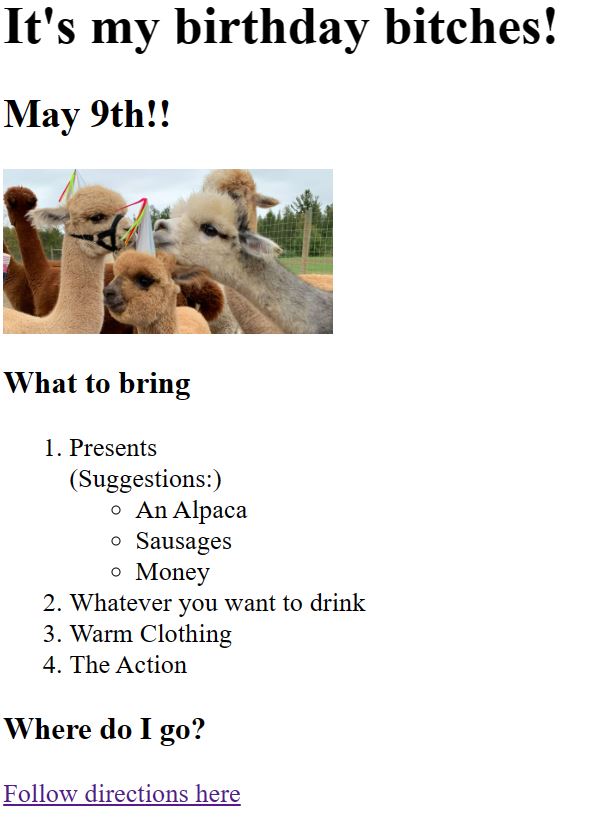 It's my birthday bitches!
May 9th!!
What to bring
1. Presents
(Suggestions:)
○ An Alpaca
○ Sausages
○ Money
2. Whatever you want to drink
3. Warm Clothing
4. The Action
Where do I go?
Follow directions here